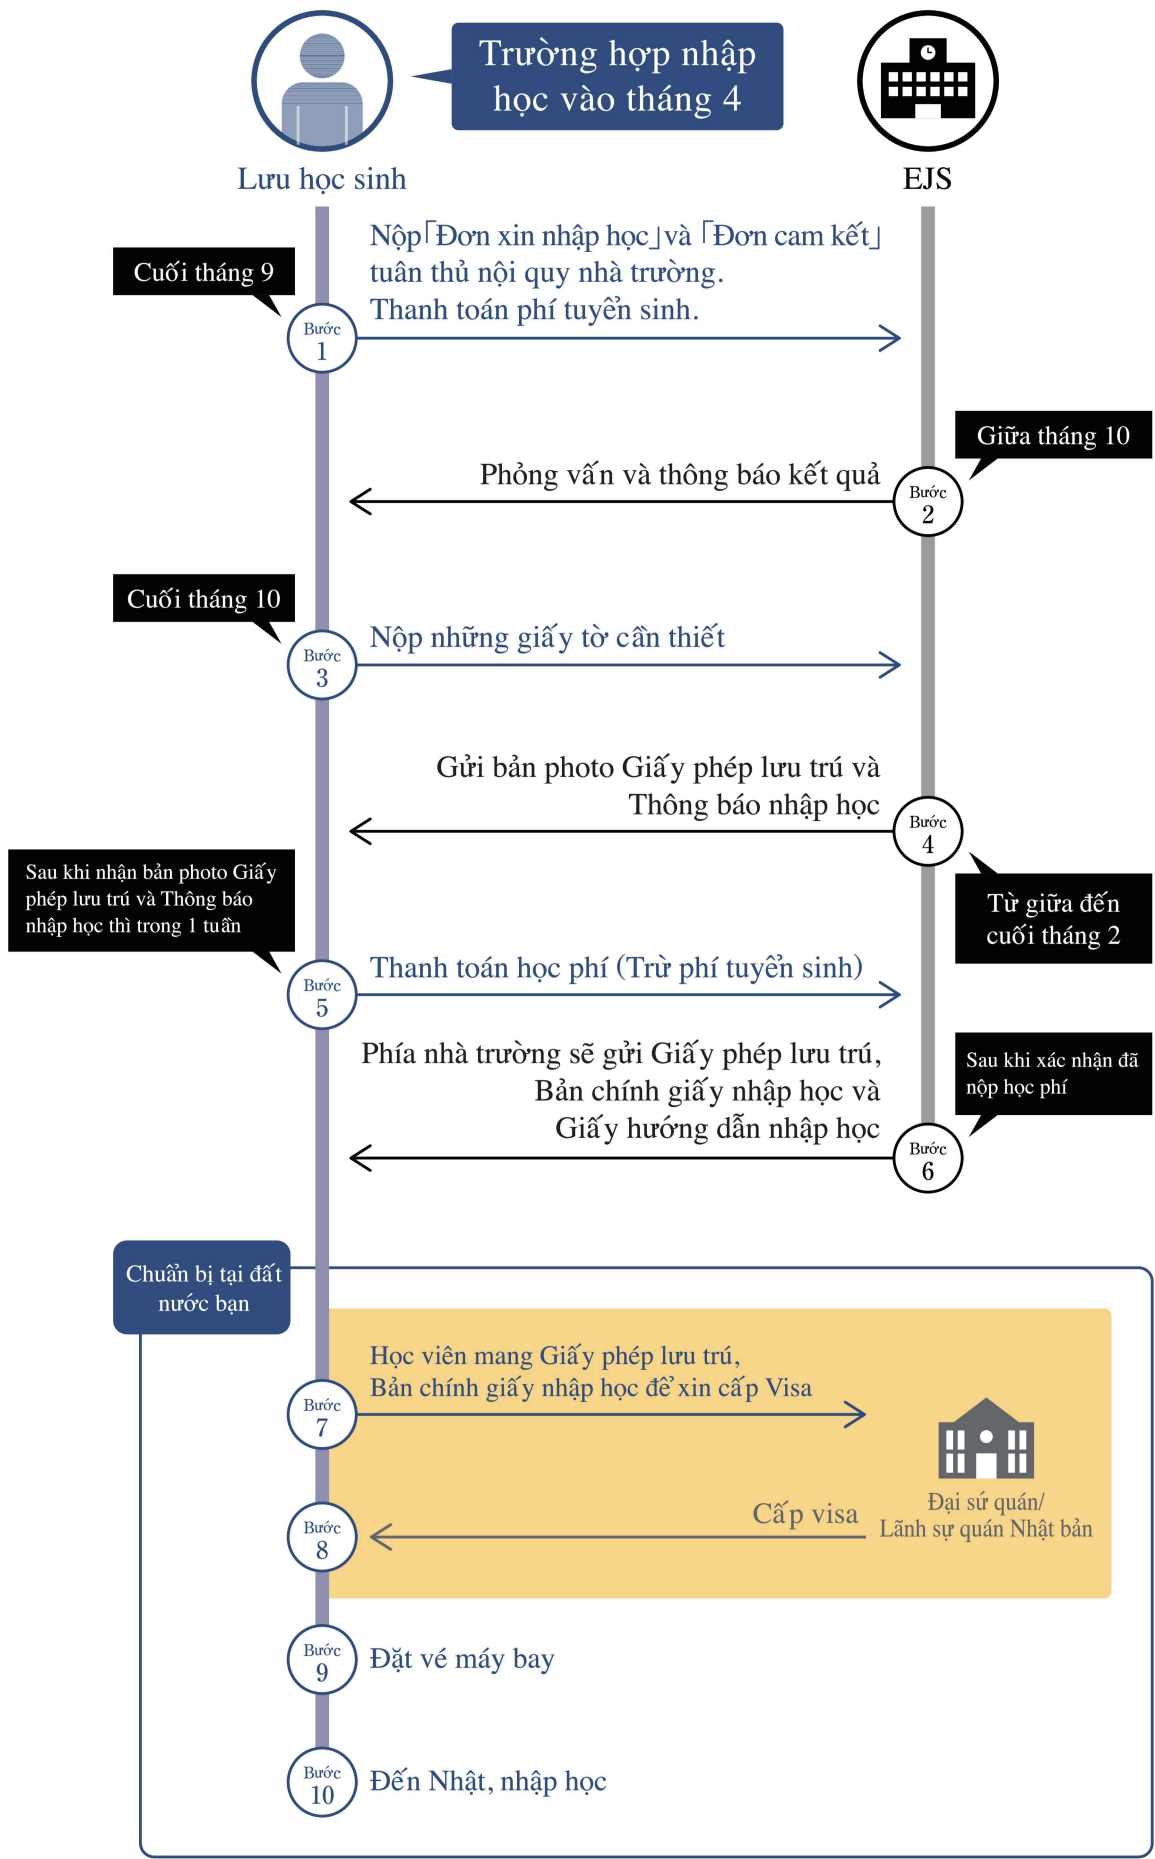 Trường hợp nhập
học vào tháng 4
Lưu học sinh
EJS
Cuối tháng 9
Nộp「Đơn xin nhập học」và「Đơn cam kết」
tuân thủ nội quy nhà trường.
Thanh toán phí tuyển sinh.
Bước
1
Giữa tháng 10
Phỏng vấn và thông báo kết quả
Bước
2
Cuối tháng 10
Nộp những giấy tờ cần thiết
Bước
3
Gửi bản photo Giấy phép lưu trú và
Thông báo nhập học
Bước
4
Từ giữa đến
cuối tháng 2
Sau khi nhận bản photo Giấy
phép lưu trú và Thông báo
nhập học thì trong 1 tuần
Thanh toán học phí (Trừ phí tuyển sinh)
Bước
5
Phía nhà trường sẽ gửi Giấy phép lưu trú,
Bản chính giấy nhập học và
Giấy hướng dẫn nhập học
Sau khi xác nhận đã
nộp học phí
Bước
6
Chuẩn bị tại đất
nước bạn
Học viên mang Giấy phép lưu trú,
Bản chính giấy nhập học để xin cấp Visa
Bước
7
Đại sứ quán/
Lãnh sự quán Nhật bản
Cấp visa
Bước
8
Bước
9
Đặt vé máy bay
Bước
10
Đến Nhật, nhập học